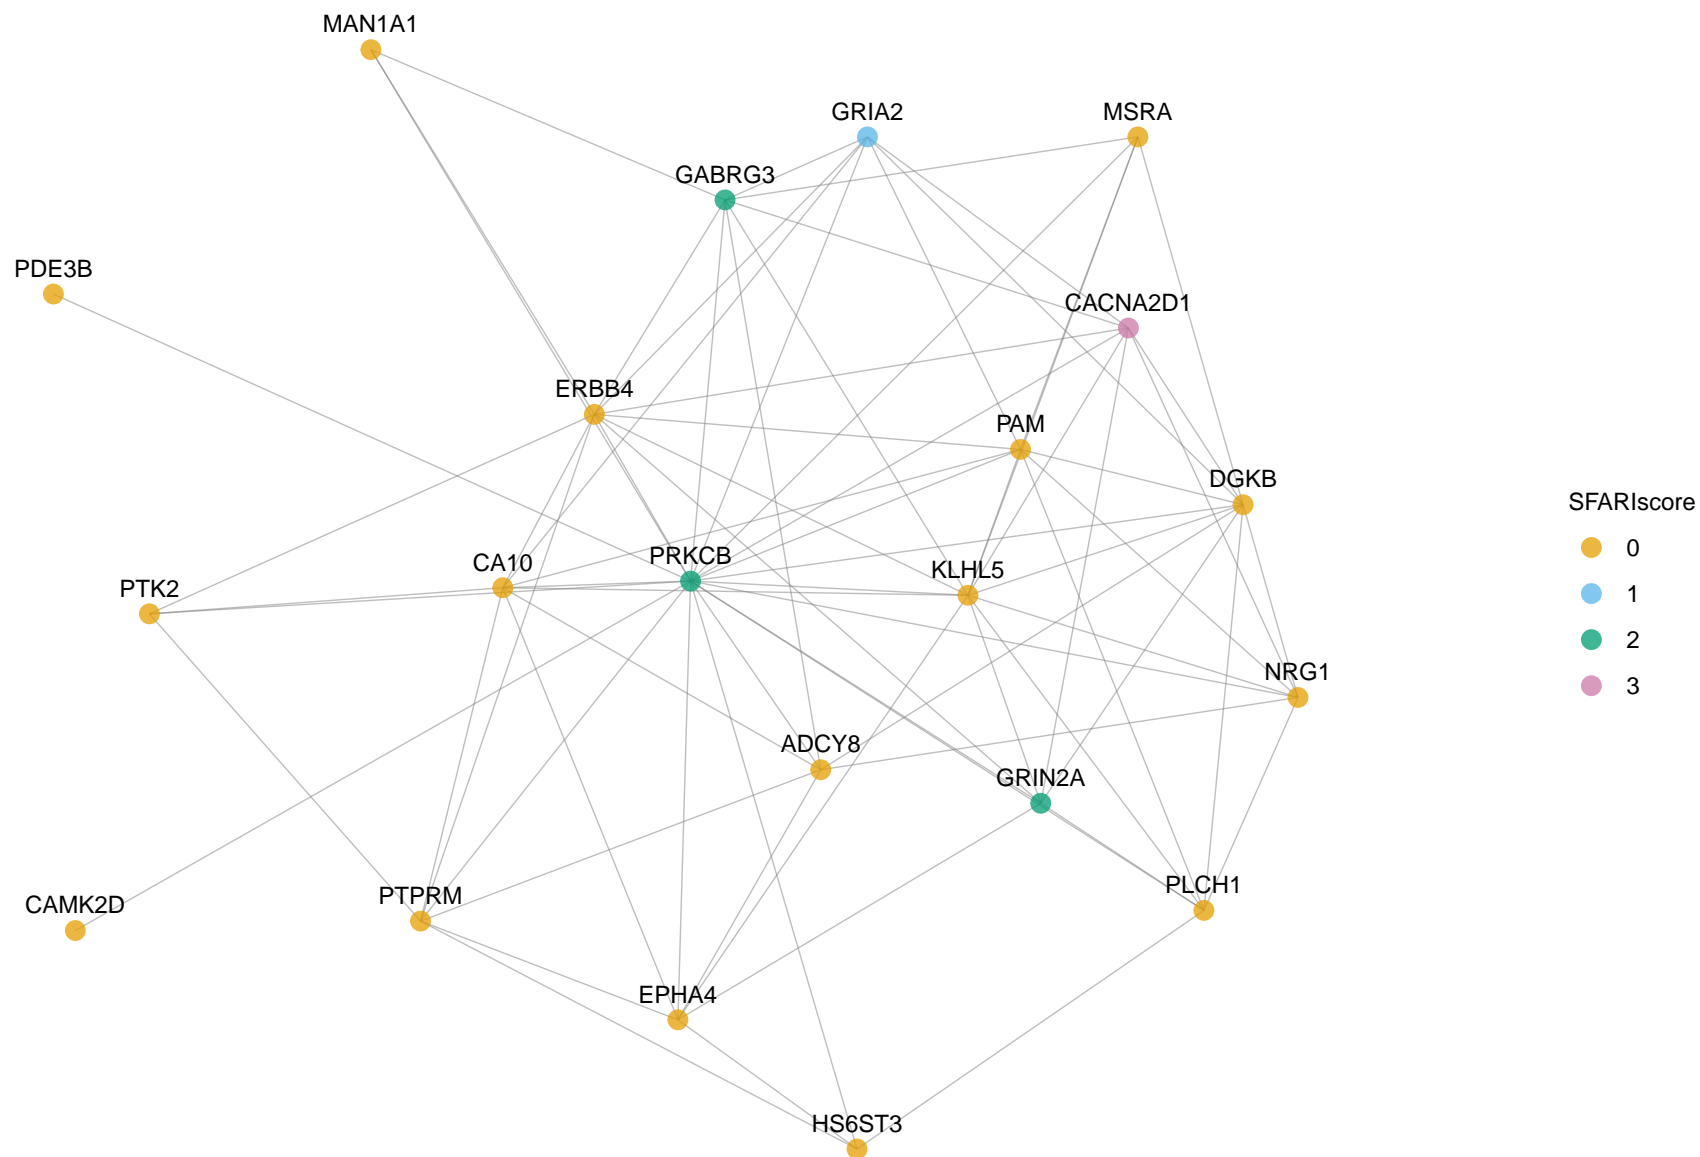 MAN1A1
GRIA2
MSRA
GABRG3
PDE3B
CACNA2D1
ERBB4
PAM
DGKB
SFARIscore
0
1
2
3
CA10
PRKCB
KLHL5
PTK2
NRG1
ADCY8
GRIN2A
PLCH1
PTPRM
CAMK2D
EPHA4
HS6ST3